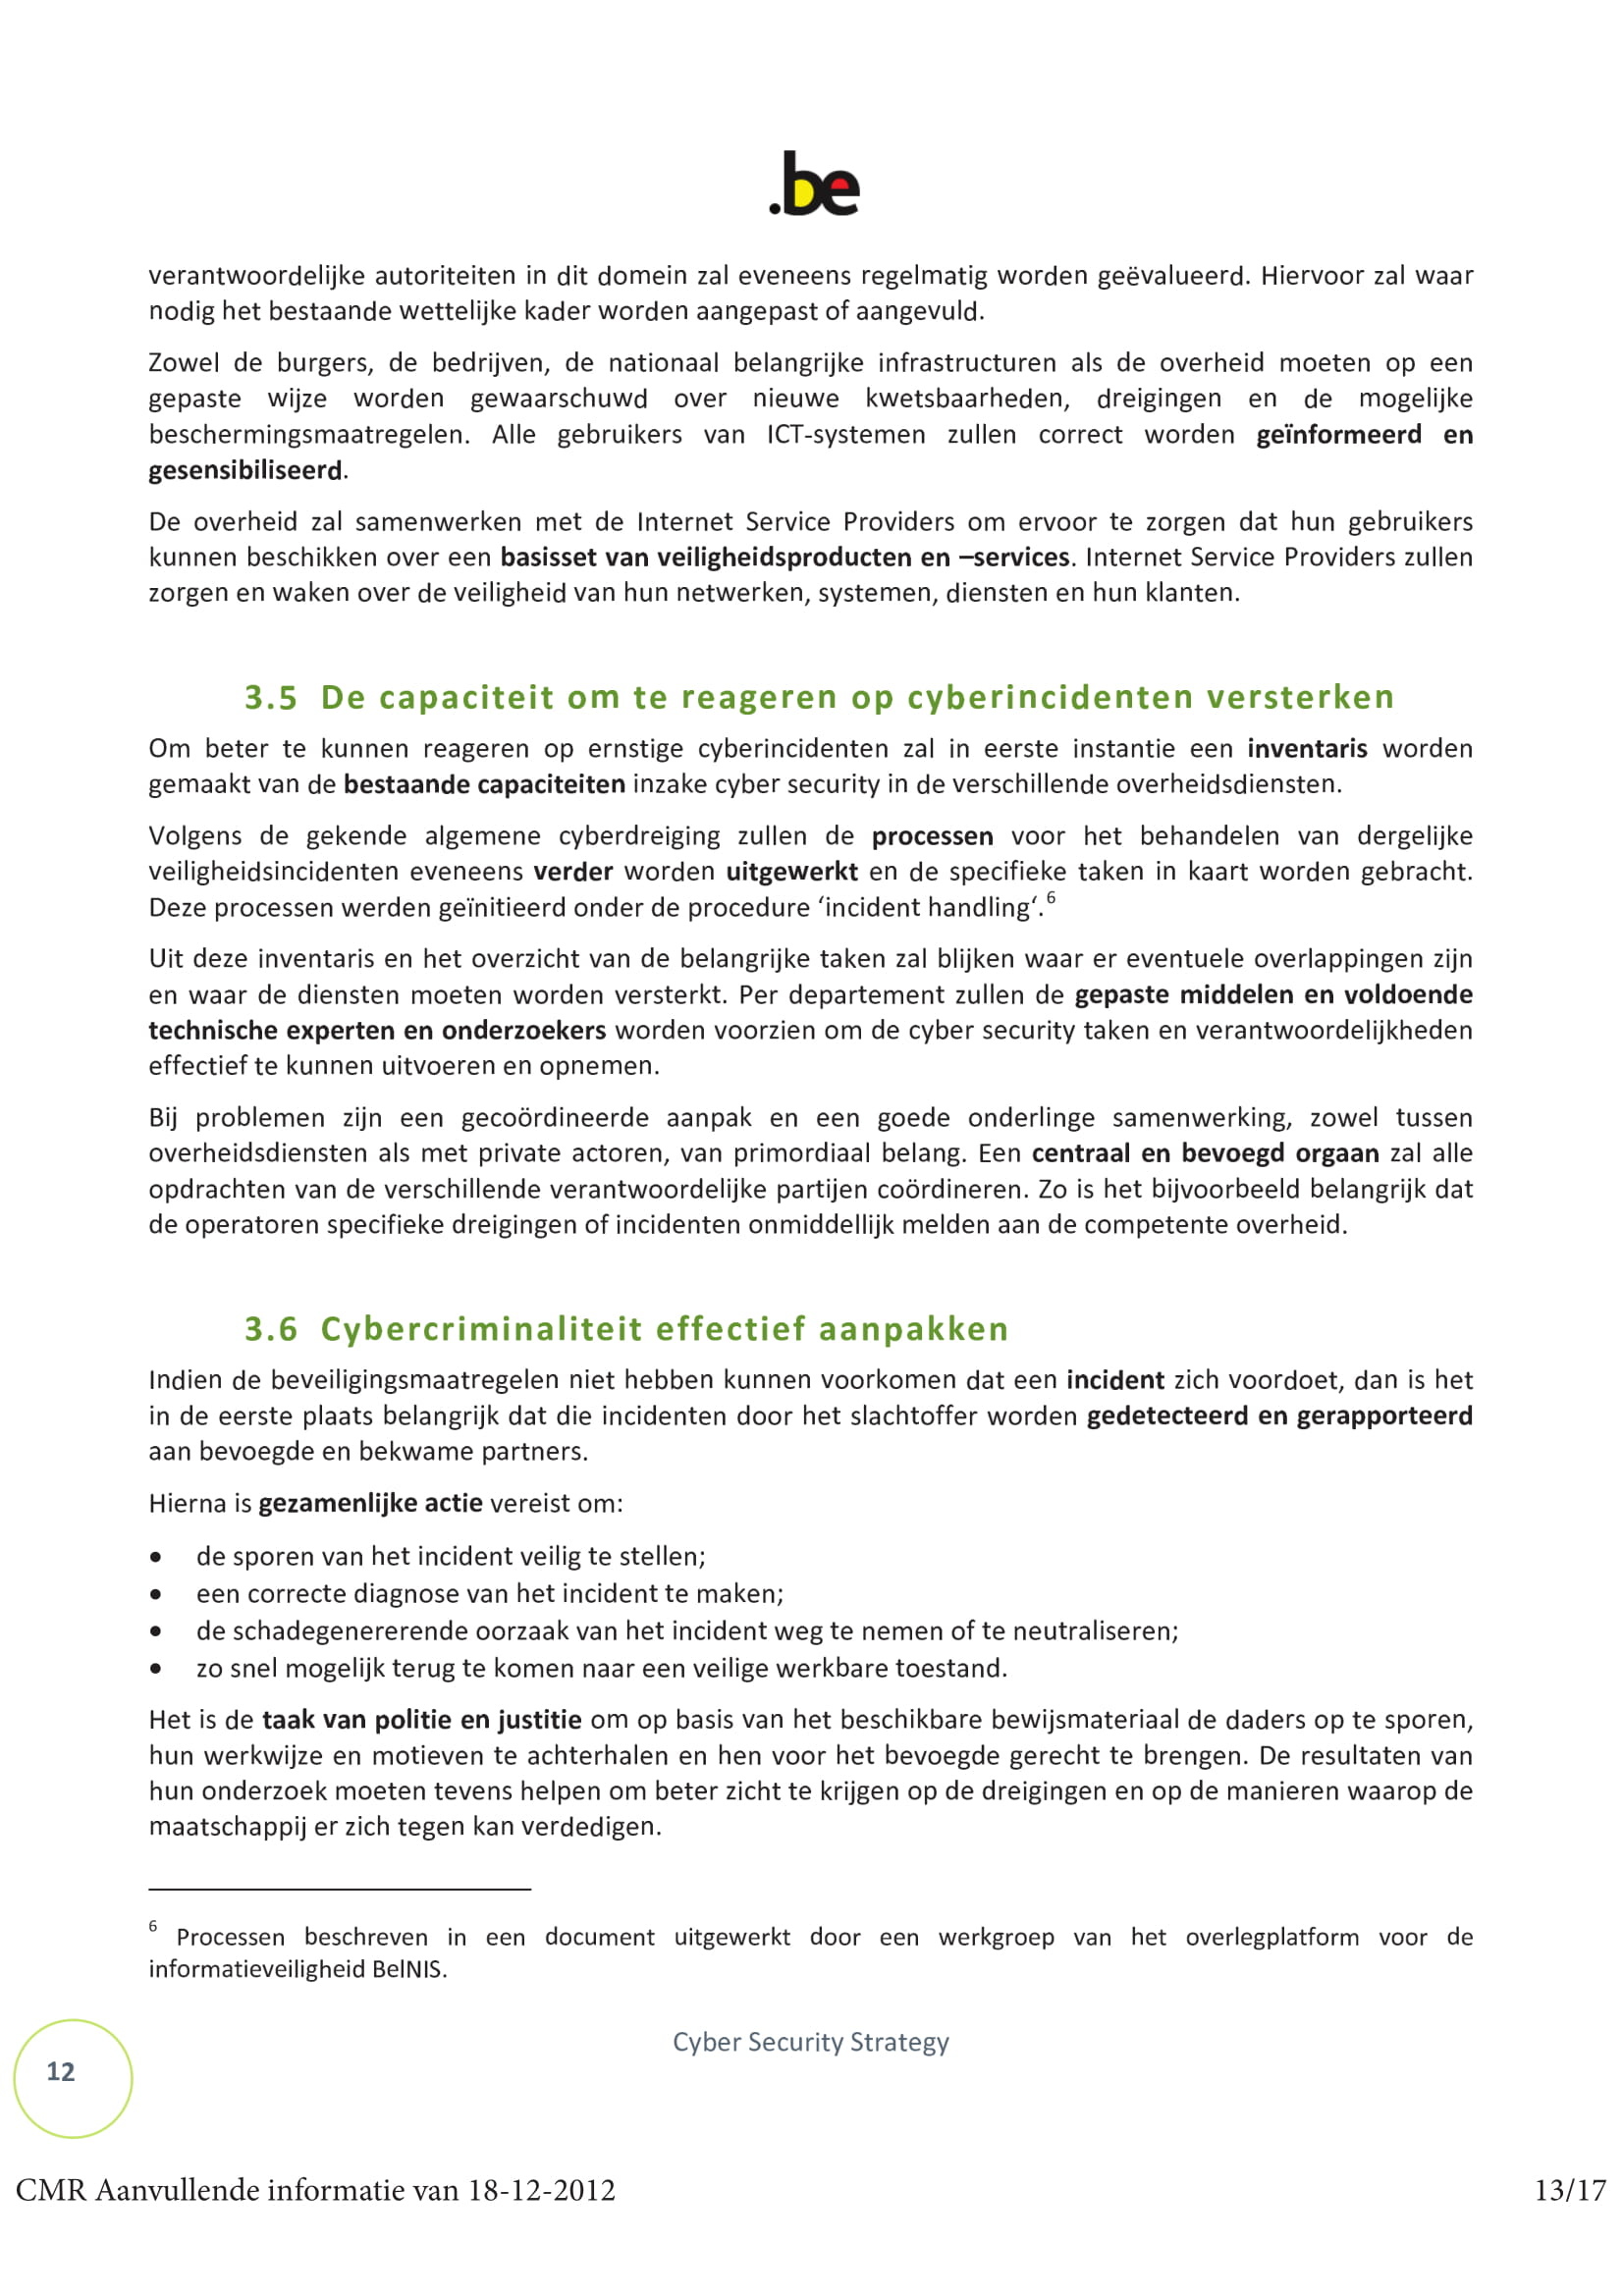 .be
verantwoordelijke autoriteiten in dit domein zal eveneens regelmatig worden geëvalueerd. Hiervoor zal waar
nodig het bestaande wettelijke kader worden aangepast of aangevuld.
Zowel de burgers, de bedrijven, de nationaal belangrijke infrastructuren als de overheid moeten op een
gepaste wijze worden gewaarschuwd over nieuwe kwetsbaarheden, dreigingen en de mogelijke
beschermingsmaatregelen. Alle gebruikers van ICT-systemen zullen correct worden geïnformeerd en
gesensibiliseerd.
De overheid zal samenwerken met de Internet Service Providers om ervoor te zorgen dat hun gebruikers
kunnen beschikken over een basisset van veiligheidsproducten en –services. Internet Service Providers zullen
zorgen en waken over de veiligheid van hun netwerken, systemen, diensten en hun klanten.
3.5 De capaciteit om te reageren op cyberincidenten versterken
Om beter te kunnen reageren op ernstige cyberincidenten zal in eerste instantie een inventaris worden
gemaakt van de bestaande capaciteiten inzake cyber security in de verschillende overheidsdiensten.
Volgens de gekende algemene cyberdreiging zullen de processen voor het behandelen van dergelijke
veiligheidsincidenten eveneens verder worden uitgewerkt en de specifieke taken in kaart worden gebracht.
Deze processen werden geïnitieerd onder de procedure ‘incident handling‘.6
Uit deze inventaris en het overzicht van de belangrijke taken zal blijken waar er eventuele overlappingen zijn
en waar de diensten moeten worden versterkt. Per departement zullen de gepaste middelen en voldoende
technische experten en onderzoekers worden voorzien om de cyber security taken en verantwoordelijkheden
effectief te kunnen uitvoeren en opnemen.
Bij problemen zijn een gecoördineerde aanpak en een goede onderlinge samenwerking, zowel tussen
overheidsdiensten als met private actoren, van primordiaal belang. Een centraal en bevoegd orgaan zal alle
opdrachten van de verschillende verantwoordelijke partijen coördineren. Zo is het bijvoorbeeld belangrijk dat
de operatoren specifieke dreigingen of incidenten onmiddellijk melden aan de competente overheid.
3.6 Cybercriminaliteit effectief aanpakken
Indien de beveiligingsmaatregelen niet hebben kunnen voorkomen dat een incident zich voordoet, dan is het
in de eerste plaats belangrijk dat die incidenten door het slachtoffer worden gedetecteerd en gerapporteerd
aan bevoegde en bekwame partners.
Hierna is gezamenlijke actie vereist om:
• de sporen van het incident veilig te stellen;
• een correcte diagnose van het incident te maken;
• de schadegenererende oorzaak van het incident weg te nemen of te neutraliseren;
• zo snel mogelijk terug te komen naar een veilige werkbare toestand.
Het is de taak van politie en justitie om op basis van het beschikbare bewijsmateriaal de daders op te sporen,
hun werkwijze en motieven te achterhalen en hen voor het bevoegde gerecht te brengen. De resultaten van
hun onderzoek moeten tevens helpen om beter zicht te krijgen op de dreigingen en op de manieren waarop de
maatschappij er zich tegen kan verdedigen.
6 Processen beschreven in een document uitgewerkt door een werkgroep van het overlegplatform voor de
informatieveiligheid BelNIS.
Cyber Security Strategy
12
CMR Aanvullende informatie van 18-12-2012
13/17